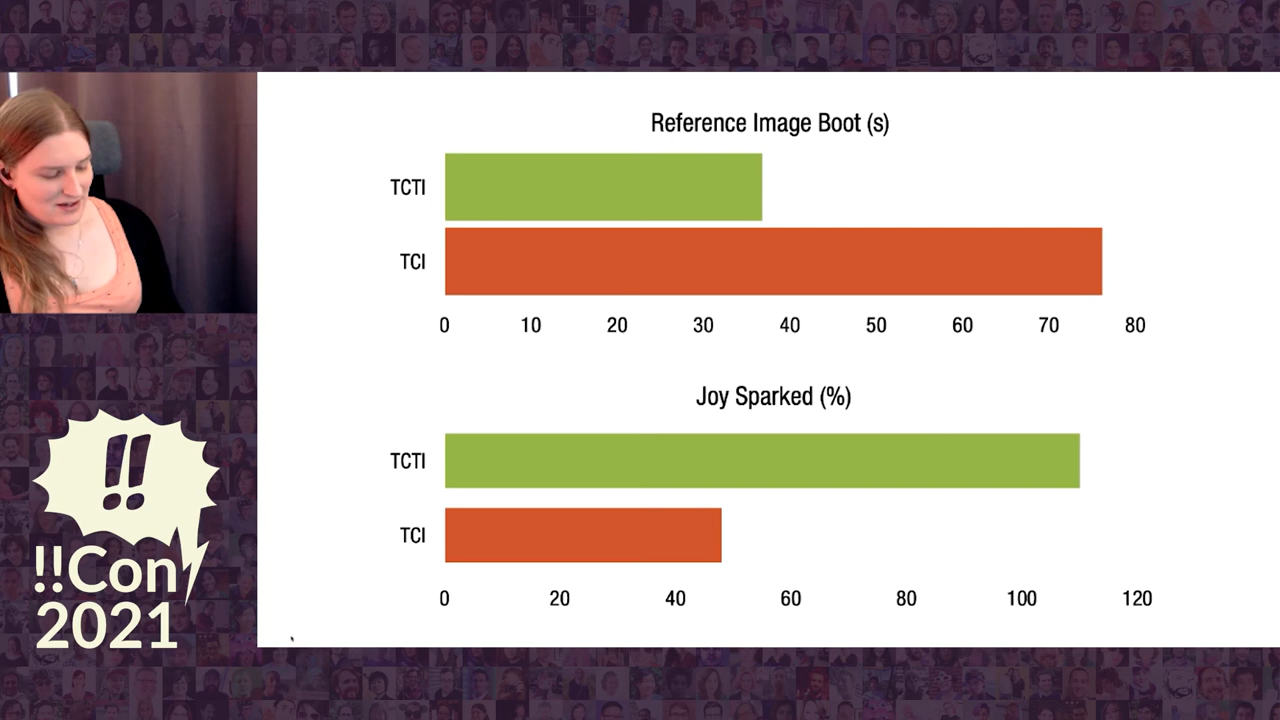 Reference Image Boot (s)
TCTI
TCI
0 10 20 30 40 50 60 70 80
Joy Sparked (%)
TCTI
TCI
0 20 40 60 80 100 120
!!
!!Con
2021